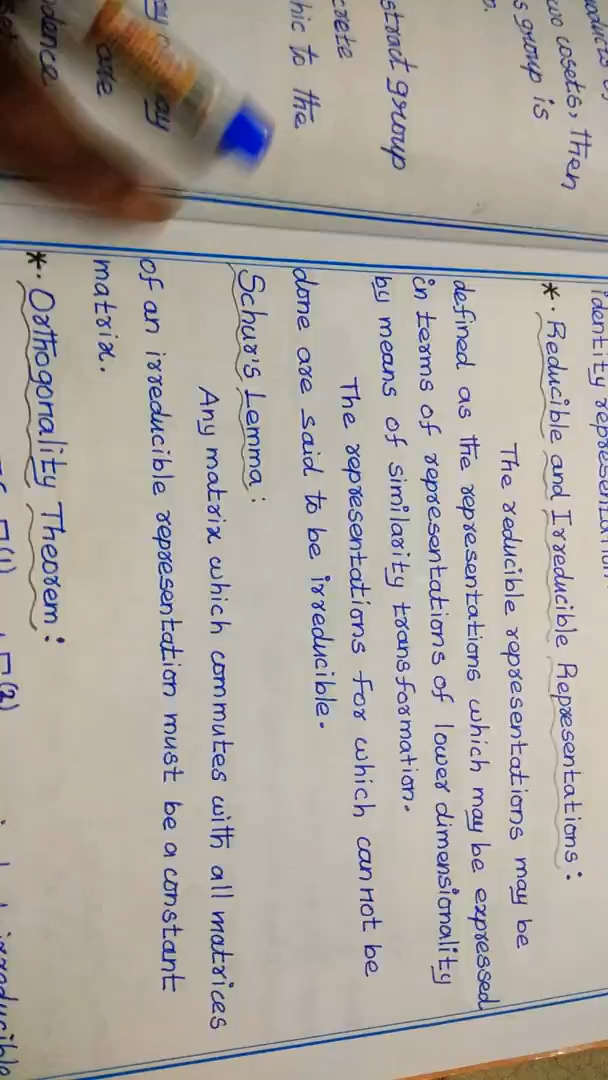 two cosets, then
s group is
stract group
crete
hic to the
are
dence
*. Reducible and Irreducible Representations:
The reducible representations may be
defined as the representations which may be expressed
in terms of representations of lower dimensionality
by means of similarity transformation.
The representations for which cannot be
done are said to be irreducible.
Schur's Lemma:
Any matrix which commutes with all matrices
of an irreducible representation must be a constant
matrix.
*. Orthogonality Theorem: